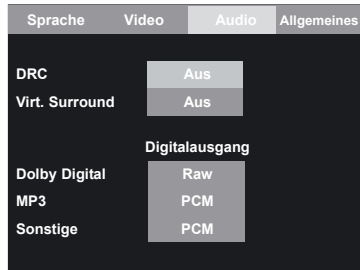 Sprache Video Audio Allgemeines
DRC Aus
Virt. Surround Aus
Digitalausgang
Dolby Digital Raw
MP3 PCM
Sonstige PCM